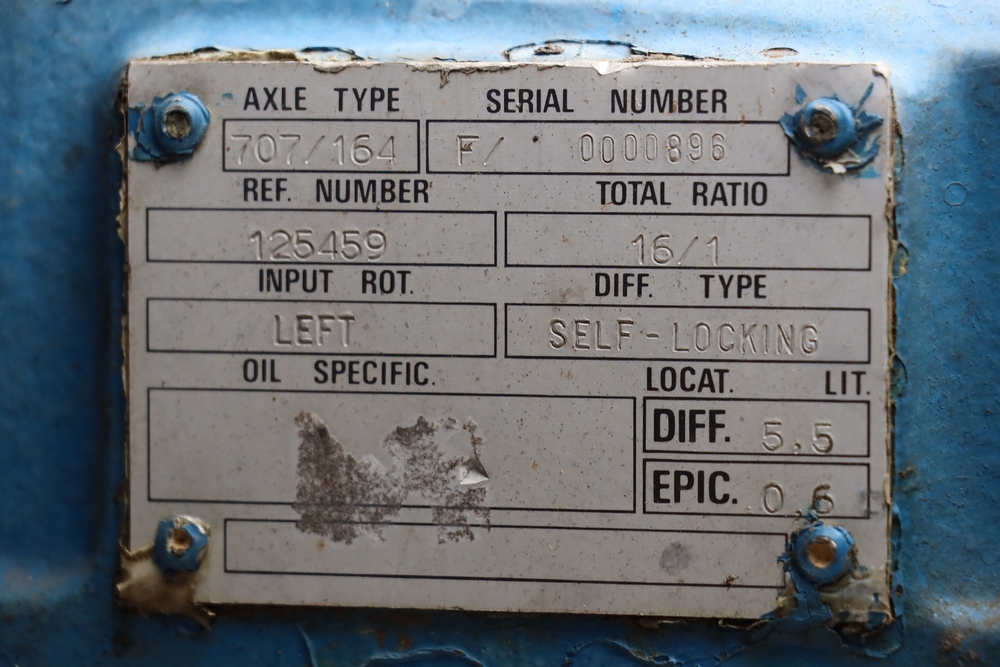 AXLE TYPE SERIAL NUMBER
707/164 F/ 0000896
REF. NUMBER TOTAL RATIO
125459 16/1
INPUT ROT. DIFF. TYPE
LEFT SELF-LOCKING
OIL SPECIFIC. LOCAT. LIT.
DIFF. 5,5
EPIC. 0,6